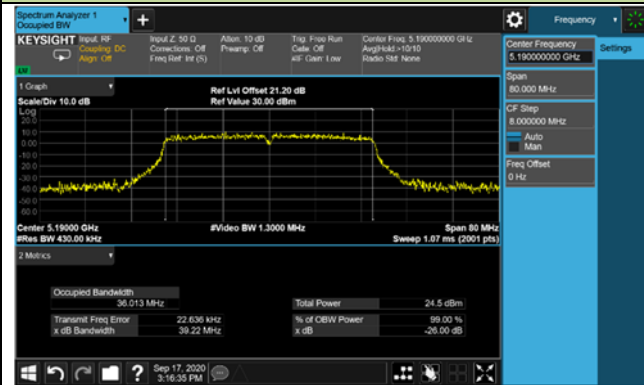 Spectrum Analyzer 1
Occupied BW
+
Frequency
KEYSIGHT
Input: RF
Coupling: DC
Align: Off
Input Z: 50 Ω
Corrections: Off
Freq Ref: Int (S)
Atten: 10 dB
Preamp: Off
Trig: Free Run
Gate: Off
#IF Gain: Low
Center Freq: 5.190000000 GHz
Avg|Hold:>10/10
Radio Std: None
Center Frequency
5.190000000 GHz
Settings
Span
80.000 MHz
CF Step
8.000000 MHz
Auto
Man
Freq Offset
0 Hz
1 Graph
Scale/Div 10.0 dB
Ref Lvl Offset 21.20 dB
Ref Value 30.00 dBm
Log
20.0
10.0
0.00
-10.0
-20.0
-30.0
-40.0
-50.0
-60.0
Center 5.19000 GHz
#Res BW 430.00 kHz
#Video BW 1.3000 MHz
Span 80 MHz
Sweep 1.07 ms (2001 pts)
2 Metrics
Occupied Bandwidth
36.013 MHz
Total Power 24.5 dBm
Transmit Freq Error 22.636 kHz % of OBW Power 99.00 %
x dB Bandwidth 39.22 MHz x dB -26.00 dB
?
Sep 17, 2020
3:16:35 PM